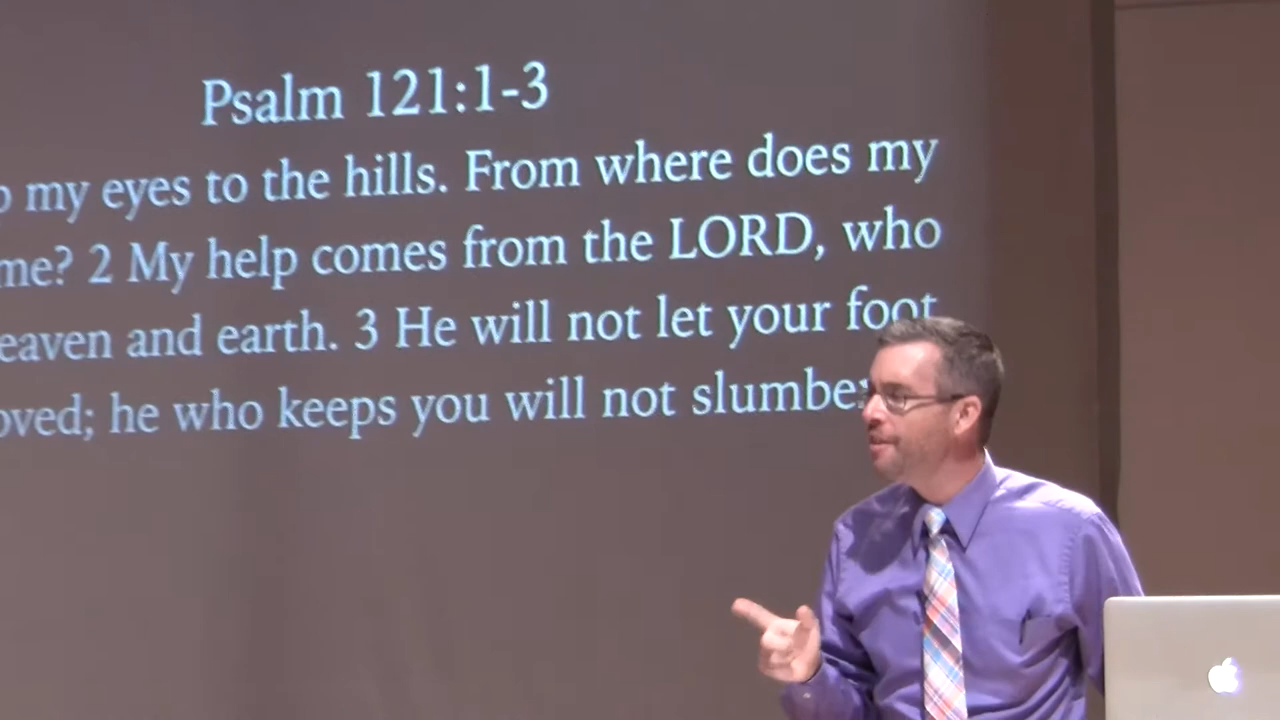 Psalm 121:1-3
my eyes to the hills. From where does my
me? 2 My help comes from the LORD, who
eaven and earth. 3 He will not let your foot
oved; he who keeps you will not slumbe